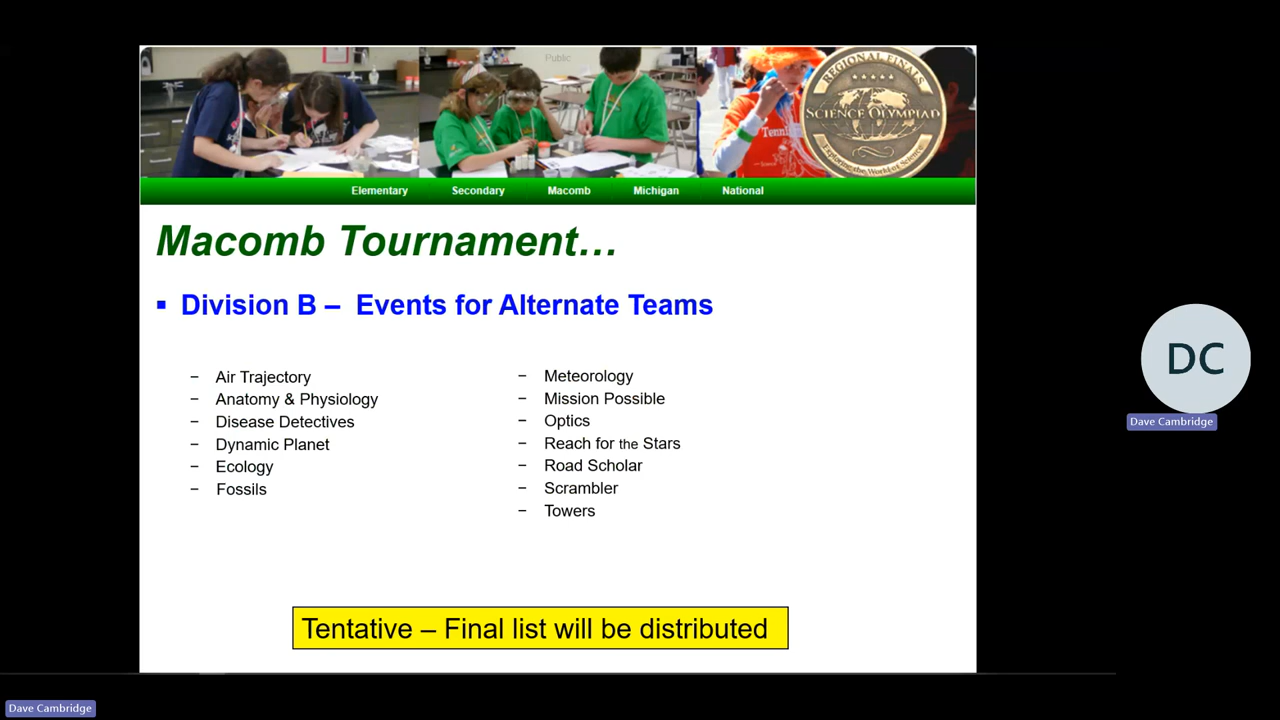 Public
REGIONAL FINALS
SCIENCE OLYMPIAD
Exploring the World of Science
Elementary
Secondary
Macomb
Michigan
National
Macomb Tournament…
▪ Division B – Events for Alternate Teams
– Air Trajectory
– Anatomy & Physiology
– Disease Detectives
– Dynamic Planet
– Ecology
– Fossils
– Meteorology
– Mission Possible
– Optics
– Reach for the Stars
– Road Scholar
– Scrambler
– Towers
Tentative – Final list will be distributed
DC
Dave Cambridge
Dave Cambridge